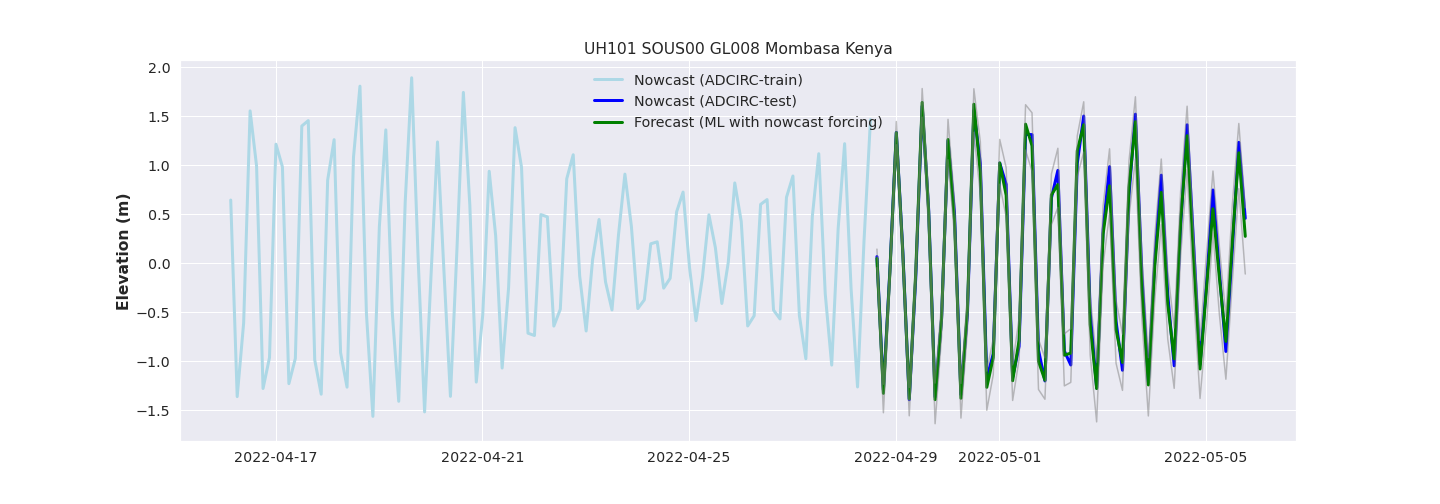 UH101 SOUS00 GL008 Mombasa Kenya
Nowcast (ADCIRC-train)
Nowcast (ADCIRC-test)
Forecast (ML with nowcast forcing)
Elevation (m)
2.0
1.5
1.0
0.5
0.0
−0.5
−1.0
−1.5
2022-04-17 2022-04-21 2022-04-25 2022-04-29 2022-05-01 2022-05-05